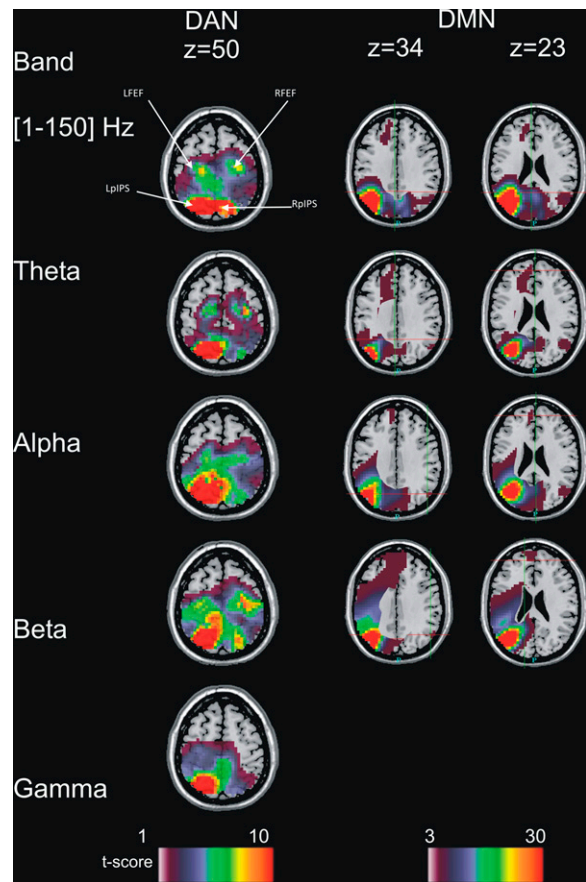 DAN DMN
Band z=50 z=34 z=23
LFEF RFEF
[1-150] Hz
LpIPS RpIPS
Theta
Alpha
Beta
Gamma
1 10 3 30
t-score